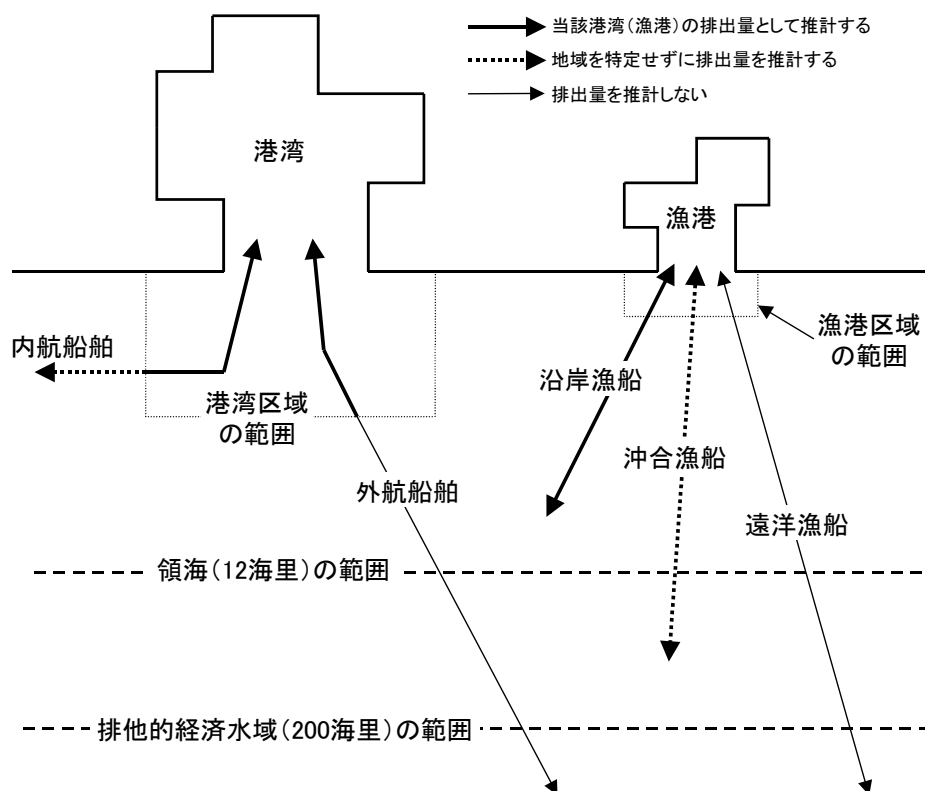 当該港湾(漁港)の排出量として推計する
地域を特定せずに排出量を推計する
排出量を推計しない
港湾
漁港
内航船舶
港湾区域
の範囲
漁港区域
の範囲
沿岸漁船
沖合漁船
外航船舶
遠洋漁船
領海(12海里)の範囲
排他的経済水域(200海里)の範囲